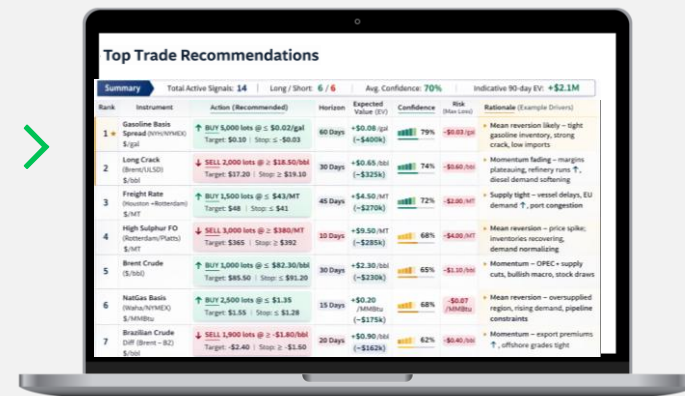 Top Trade Recommendations
Summary Total Active Signals: 14 | Long / Short: 6 / 6 | Avg. Confidence: 70% | Indicative 90-day EV: +$2.1M
Rank Instrument Action (Recommended) Horizon Expected Value (EV) Confidence Risk (Max Loss) Rationale (Example Drivers)
1 Gasoline Basis Spread (NYH/NYMEX) $/gal ↑ BUY 5,000 lots @ ≤ $0.02/gal Target: $0.10 | Stop: ≤ -$0.03 60 Days +$0.08 /gal (~$400k) 79% -$0.03/gal • Mean reversion likely – tight gasoline inventory, strong crack, low imports
2 Long Crack (Brent/ULSD) $/bbl ↓ SELL 2,000 lots @ ≥ $18.50/bbl Target: $17.20 | Stop: ≥ $19.10 30 Days +$0.65 /bbl (~$325k) 74% -$0.60 /bbl • Momentum fading – margins plateauing, refinery runs ↑, diesel demand softening
3 Freight Rate (Houston →Rotterdam) $/MT ↑ BUY 1,500 lots @ ≤ $43/MT Target: $48 | Stop: ≤ $41 45 Days +$4.50 /MT (~$270k) 72% -$2.00 /MT • Supply tight – vessel delays, EU demand ↑, port congestion
4 High Sulphur FO (Rotterdam/Platts) $/MT ↓ SELL 3,000 lots @ ≥ $380/MT Target: $365 | Stop: ≥ $392 10 Days +$9.50 /MT (~$285k) 68% -$4.00 /MT • Mean reversion – price spike; inventories recovering, demand normalizing
5 Brent Crude ($/bbl) ↑ BUY 1,000 lots @ ≤ $82.30/bbl Target: $85.50 | Stop: ≤ $91.20 30 Days +$2.30 /bbl (~$230k) 65% -$1.10 /bbl • Momentum – OPEC+ supply cuts, bullish macro, stock draws
6 NatGas Basis (Waha/NYMEX) $/MMBtu ↑ BUY 2,500 lots @ ≤ $1.35 Target: $1.55 | Stop: ≤ $1.28 15 Days +$0.20 /MMBtu (~$175k) 68% -$0.07 /MMBtu • Mean reversion – oversupplied region, rising demand, pipeline constraints
7 Brazilian Crude Diff (Brent – BZ) $/bbl ↓ SELL 1,900 lots @ ≥ -$1.80/bbl Target: -$2.40 | Stop: ≥ -$1.50 20 Days +$0.90 /bbl (~$162k) 62% -$0.40 /bbl • Momentum – export premiums ↑, offshore grades tight